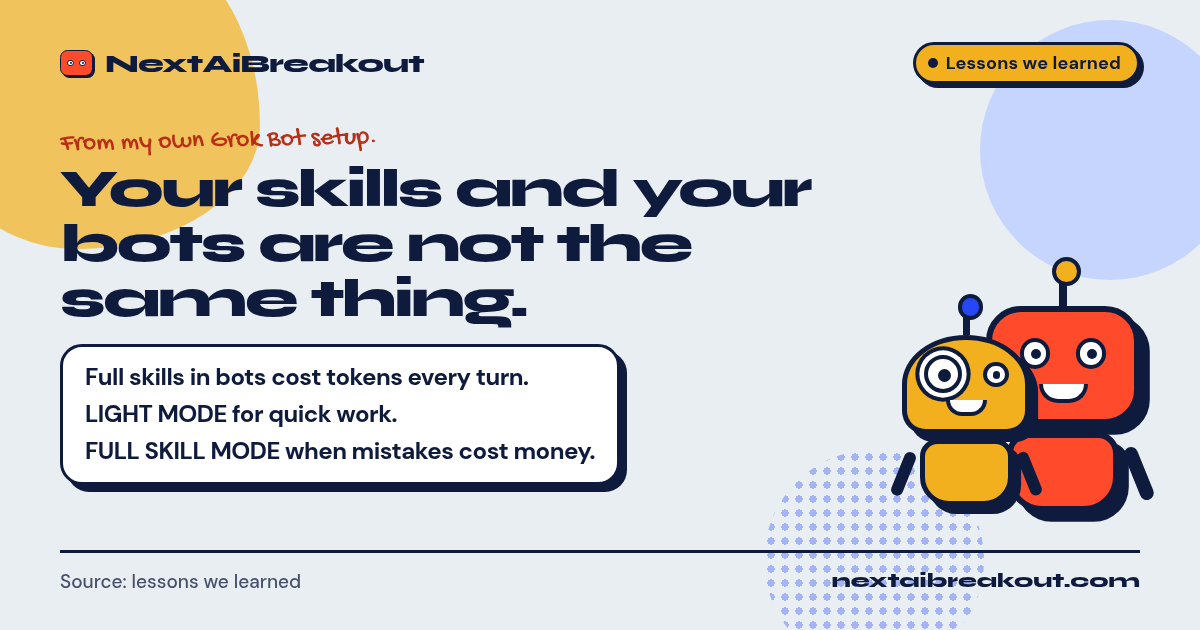 NextAiBreakout
Lessons we learned
From my own Grok Bot setup.
Your skills and your
bots are not the
same thing.
Full skills in bots cost tokens every turn.
LIGHT MODE for quick work.
FULL SKILL MODE when mistakes cost money.
Source: lessons we learned
nextaibreakout.com